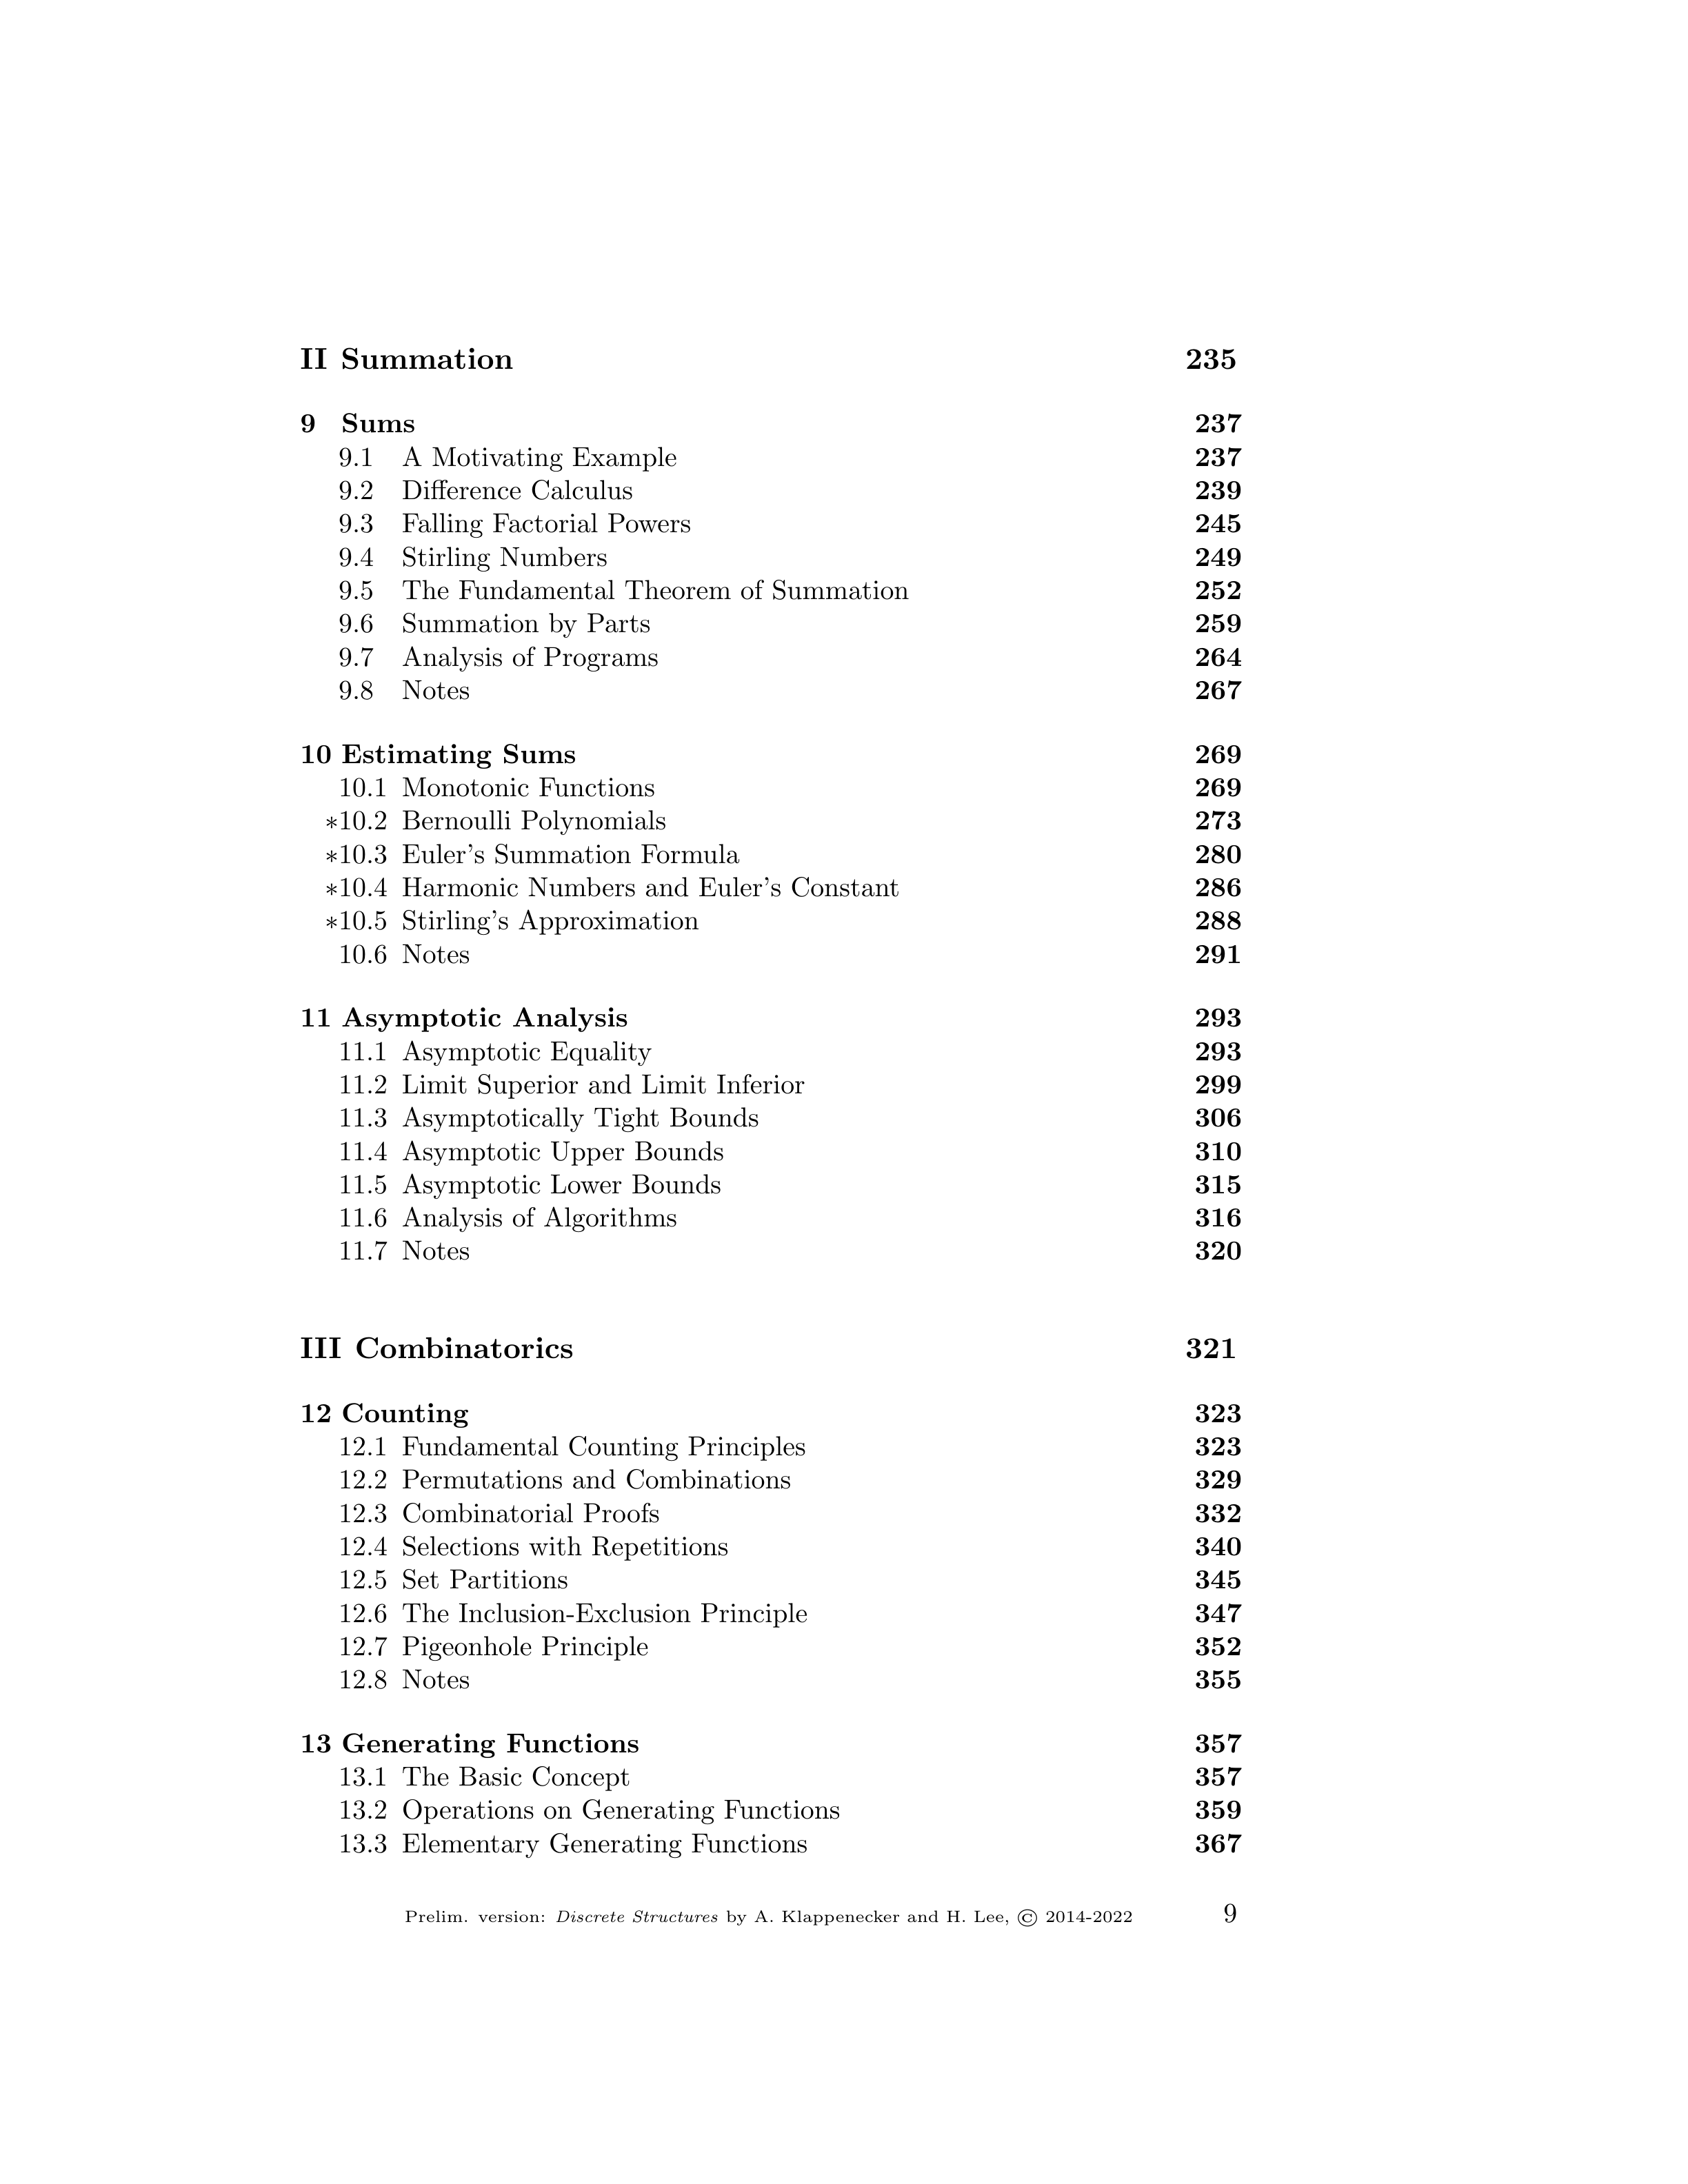 II Summation 235
9 Sums 237
9.1 A Motivating Example 237
9.2 Difference Calculus 239
9.3 Falling Factorial Powers 245
9.4 Stirling Numbers 249
9.5 The Fundamental Theorem of Summation 252
9.6 Summation by Parts 259
9.7 Analysis of Programs 264
9.8 Notes 267
10 Estimating Sums 269
10.1 Monotonic Functions 269
*10.2 Bernoulli Polynomials 273
*10.3 Euler's Summation Formula 280
*10.4 Harmonic Numbers and Euler's Constant 286
*10.5 Stirling's Approximation 288
10.6 Notes 291
11 Asymptotic Analysis 293
11.1 Asymptotic Equality 293
11.2 Limit Superior and Limit Inferior 299
11.3 Asymptotically Tight Bounds 306
11.4 Asymptotic Upper Bounds 310
11.5 Asymptotic Lower Bounds 315
11.6 Analysis of Algorithms 316
11.7 Notes 320
III Combinatorics 321
12 Counting 323
12.1 Fundamental Counting Principles 323
12.2 Permutations and Combinations 329
12.3 Combinatorial Proofs 332
12.4 Selections with Repetitions 340
12.5 Set Partitions 345
12.6 The Inclusion-Exclusion Principle 347
12.7 Pigeonhole Principle 352
12.8 Notes 355
13 Generating Functions 357
13.1 The Basic Concept 357
13.2 Operations on Generating Functions 359
13.3 Elementary Generating Functions 367
Prelim. version: Discrete Structures by A. Klappenecker and H. Lee, © 2014-2022 9